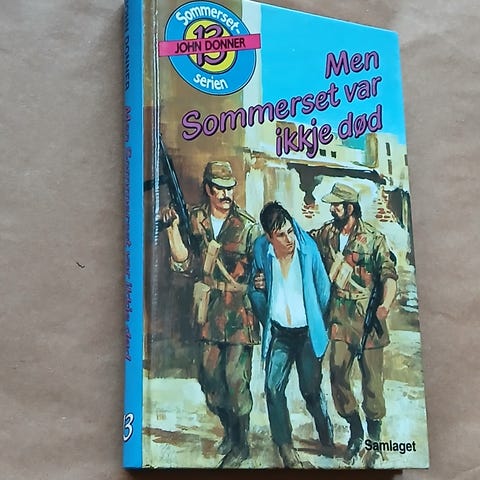 Sommerset-
13
JOHN DONNER
serien
Men
Sommerset var
ikkje død
Samlaget
JOHN DONNER
Men Sommerset var ikkje død
13